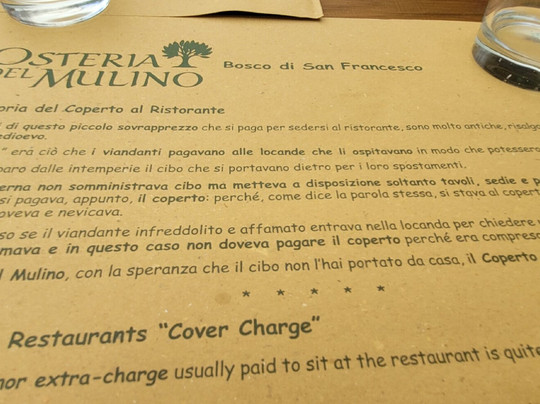 OSTERIA
DEL MULINO
Bosco di San Francesco
oria del Coperto al Ristorante
i di questo piccolo sovrapprezzo che si paga per sedersi al ristorante, sono molto antiche, risalgo
edioevo.
" erá ciò che i viandanti pagavano alle locande che li ospitavano in modo che potesser
paro dalle intemperie il cibo che si portavano dietro per i loro spostamenti.
erna non somministrava cibo ma metteva a disposizione soltanto tavoli, sedie e p
si pagava, appunto, il coperto: perché, come dice la parola stessa, si stava al copert
oveva e nevicava.
so se il viandante infreddolito e affamato entrava nella locanda per chiedere
mava e in questo caso non doveva pagare il coperto perché era compres
l Mulino, con la speranza che il cibo non l'hai portato da casa, il Coperto
* * * * *
Restaurants "Cover Charge"
nor extra-charge usually paid to sit at the restaurant is quite